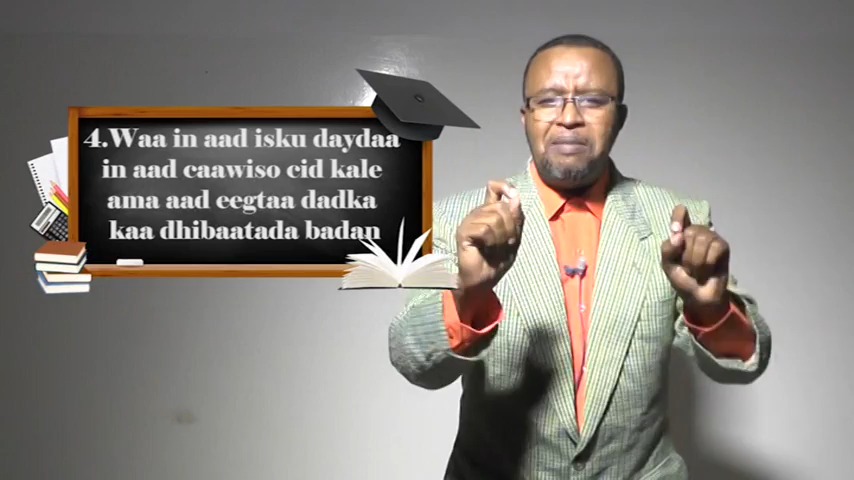 4.Waa in aad isku daydaa
in aad caawiso cid kale
ama aad eegtaa dadka
kaa dhibaatada badan